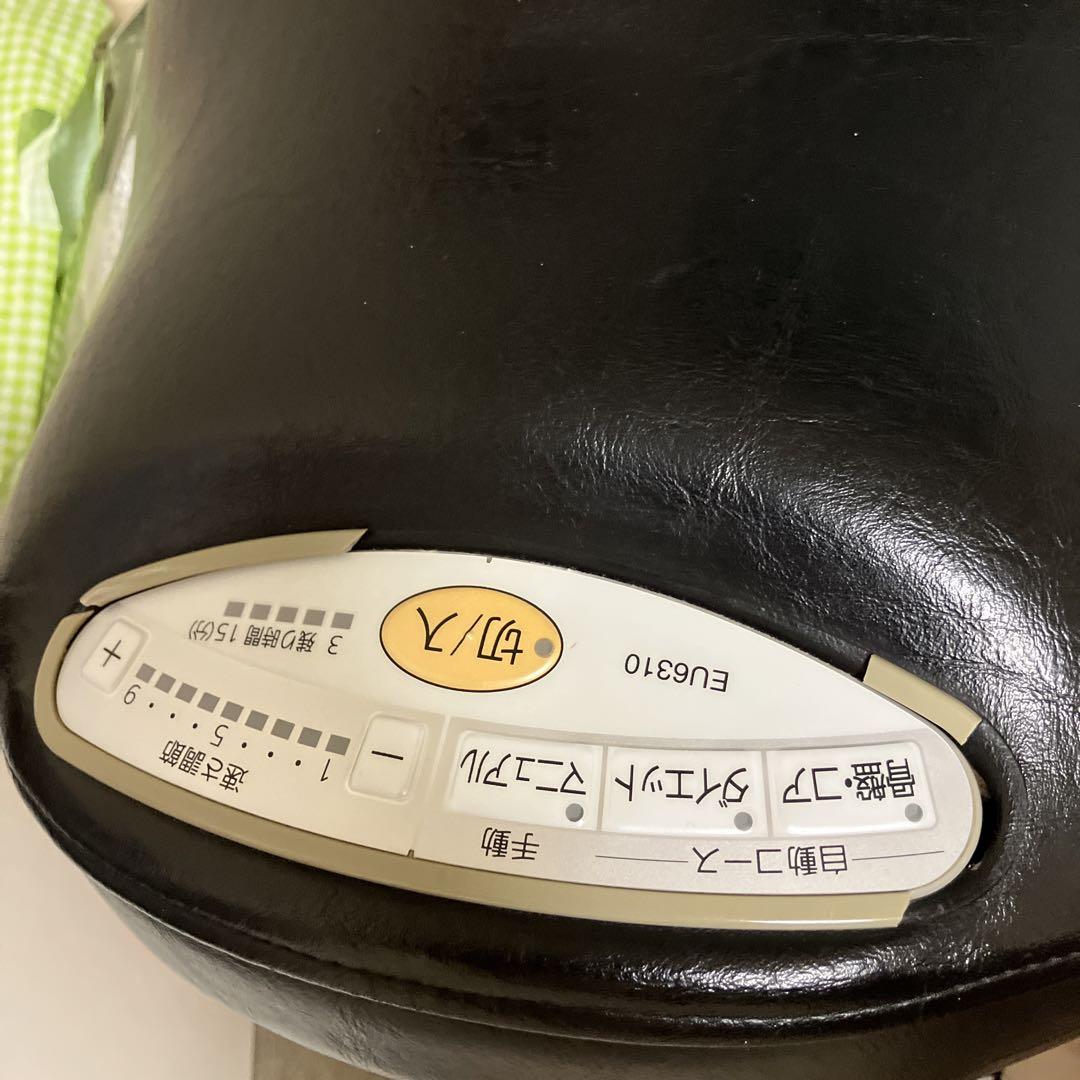 自動コース
手動
骨盤・コア
ダイエット
マニュアル
速さ調節
1・・・5・・・9
−
+
EU6310
切/入
3 残り時間 15(分)